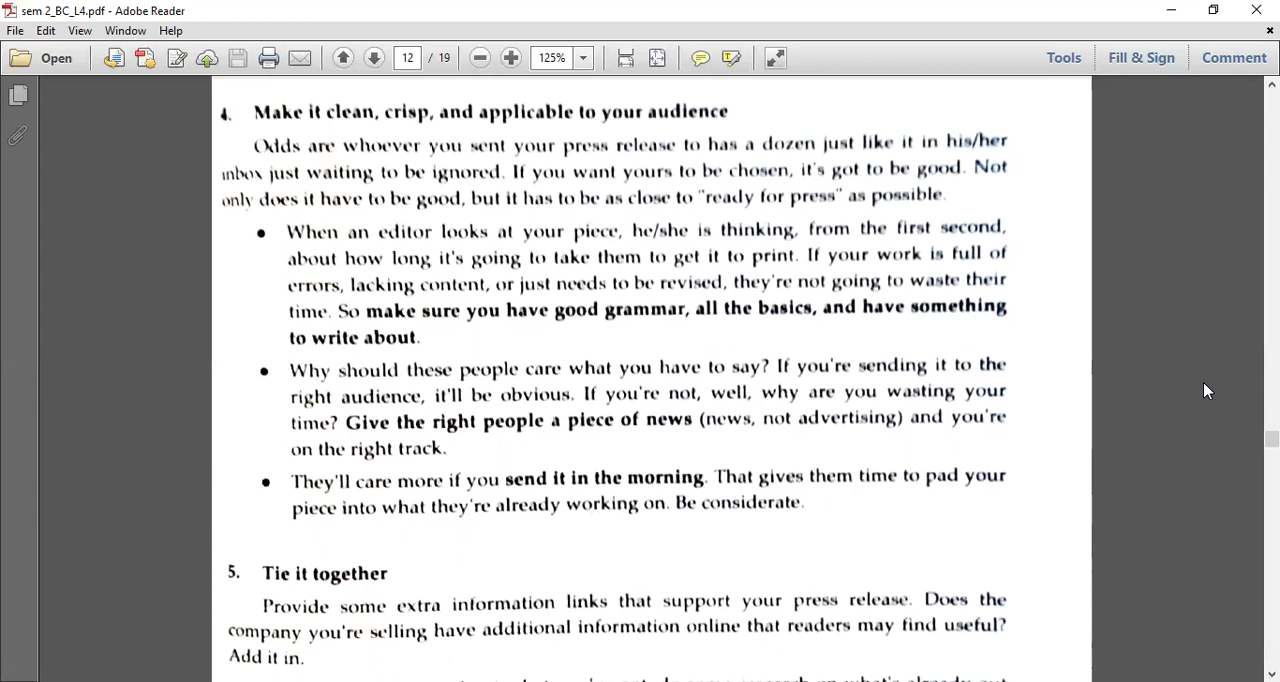 sem 2_BC_L4.pdf - Adobe Reader
File Edit View Window Help
Open 12 / 19 125% Tools Fill & Sign Comment
4. Make it clean, crisp, and applicable to your audience
Odds are whoever you sent your press release to has a dozen just like it in his/her
inbox just waiting to be ignored. If you want yours to be chosen, it's got to be good. Not
only does it have to be good, but it has to be as close to "ready for press" as possible.
• When an editor looks at your piece, he/she is thinking, from the first second,
about how long it's going to take them to get it to print. If your work is full of
errors, lacking content, or just needs to be revised, they're not going to waste their
time. So make sure you have good grammar, all the basics, and have something
to write about.
• Why should these people care what you have to say? If you're sending it to the
right audience, it'll be obvious. If you're not, well, why are you wasting your
time? Give the right people a piece of news (news, not advertising) and you're
on the right track.
• They'll care more if you send it in the morning. That gives them time to pad your
piece into what they're already working on. Be considerate.
5. Tie it together
Provide some extra information links that support your press release. Does the
company you're selling have additional information online that readers may find useful?
Add it in.